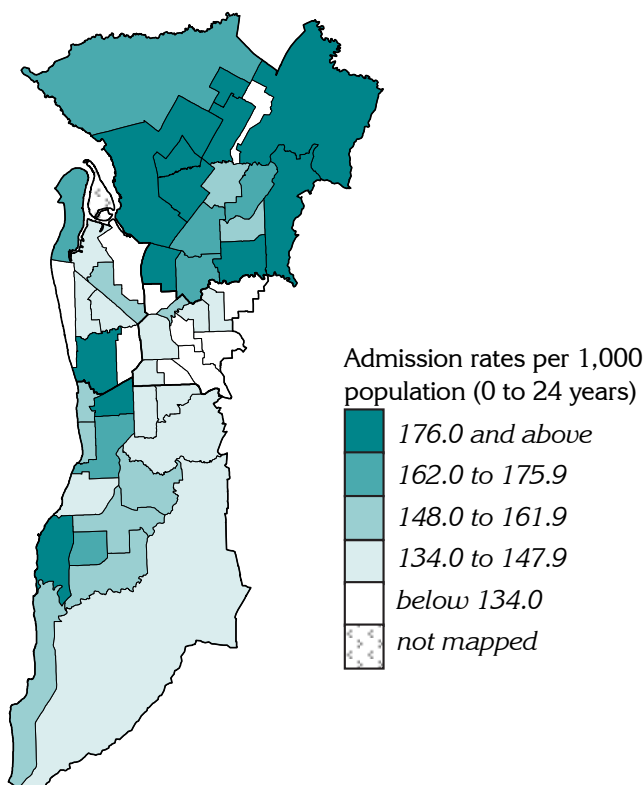 Admission rates per 1,000
population (0 to 24 years)
176.0 and above
162.0 to 175.9
148.0 to 161.9
134.0 to 147.9
below 134.0
not mapped